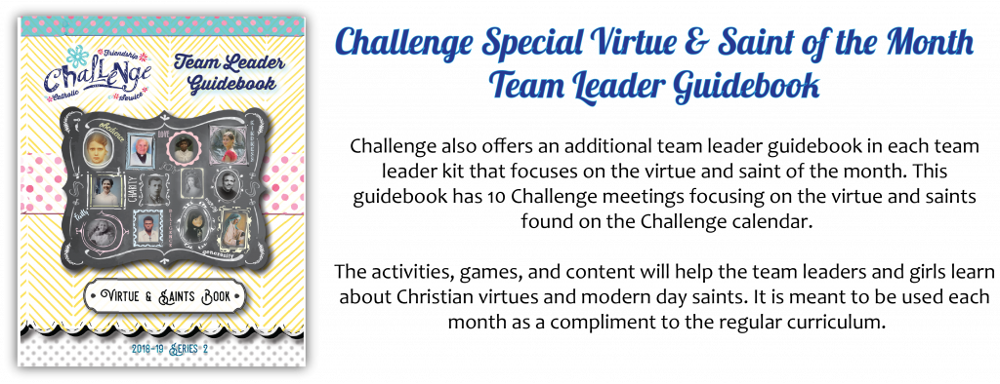 Friendship
Challenge
Catholic
Service
Team Leader
Guidebook
obedience
LOVE
CHARITY
Faith
generosity
Virtue & Saints Book
2018-19 Series 2
Challenge Special Virtue & Saint of the Month
Team Leader Guidebook
Challenge also offers an additional team leader guidebook in each team
leader kit that focuses on the virtue and saint of the month. This
guidebook has 10 Challenge meetings focusing on the virtue and saints
found on the Challenge calendar.
The activities, games, and content will help the team leaders and girls learn
about Christian virtues and modern day saints. It is meant to be used each
month as a compliment to the regular curriculum.